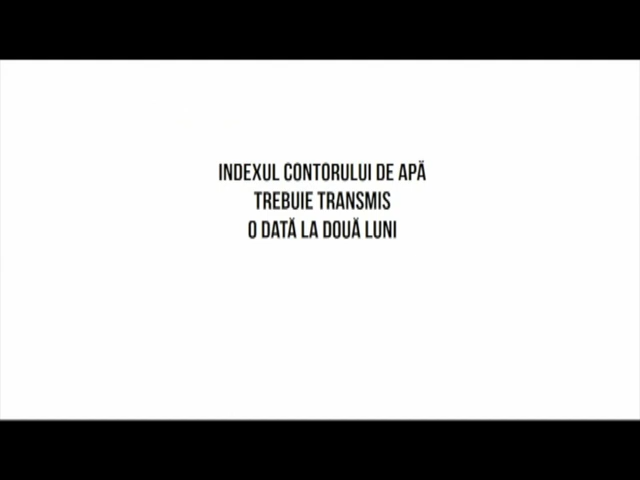 INDEXUL CONTORULUI DE APĂ
TREBUIE TRANSMIS
O DATĂ LA DOUĂ LUNI